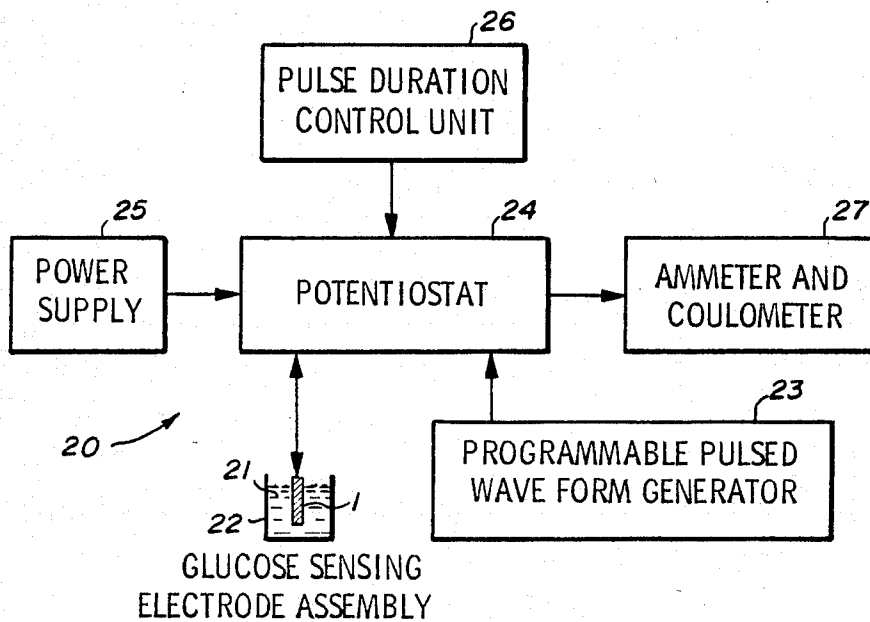 26
PULSE DURATION
CONTROL UNIT
25
POWER
SUPPLY
24
POTENTIOSTAT
27
AMMETER AND
COULOMETER
20
21
22
1
GLUCOSE SENSING
ELECTRODE ASSEMBLY
23
PROGRAMMABLE PULSED
WAVE FORM GENERATOR